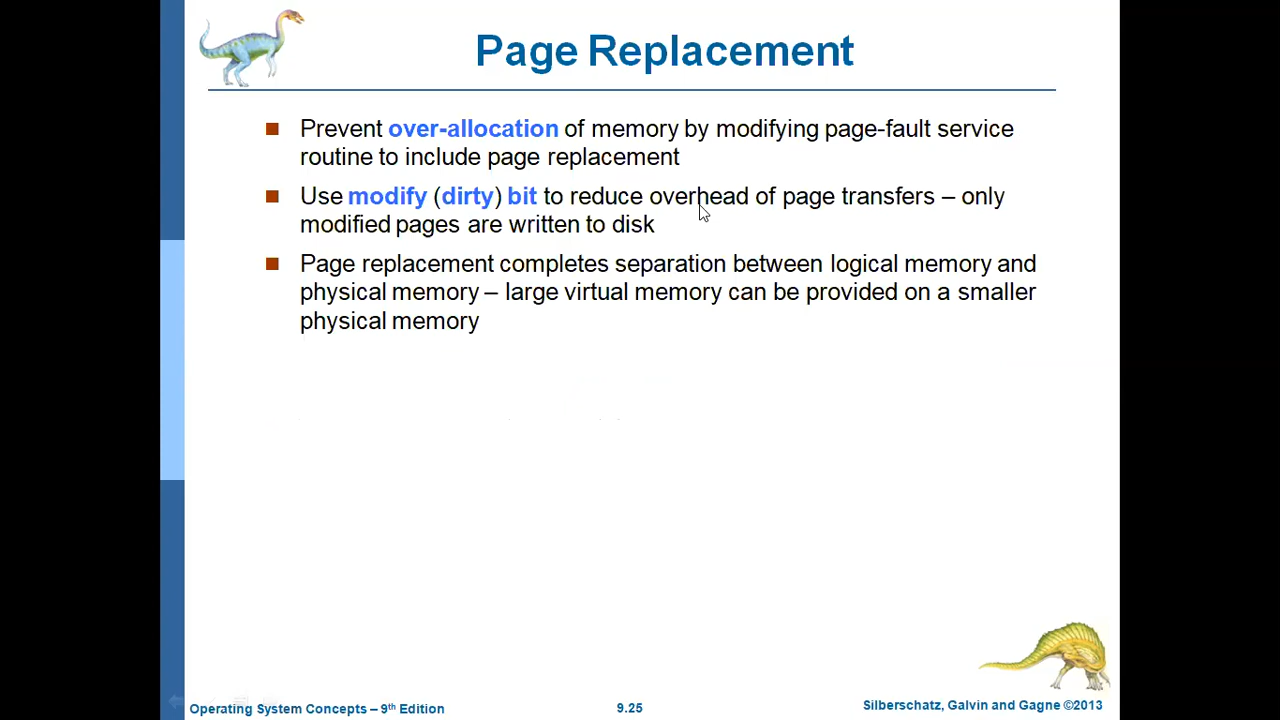 Page Replacement
Prevent over-allocation of memory by modifying page-fault service
routine to include page replacement
Use modify (dirty) bit to reduce overhead of page transfers – only
modified pages are written to disk
Page replacement completes separation between logical memory and
physical memory – large virtual memory can be provided on a smaller
physical memory
Operating System Concepts – 9th Edition
9.25
Silberschatz, Galvin and Gagne ©2013